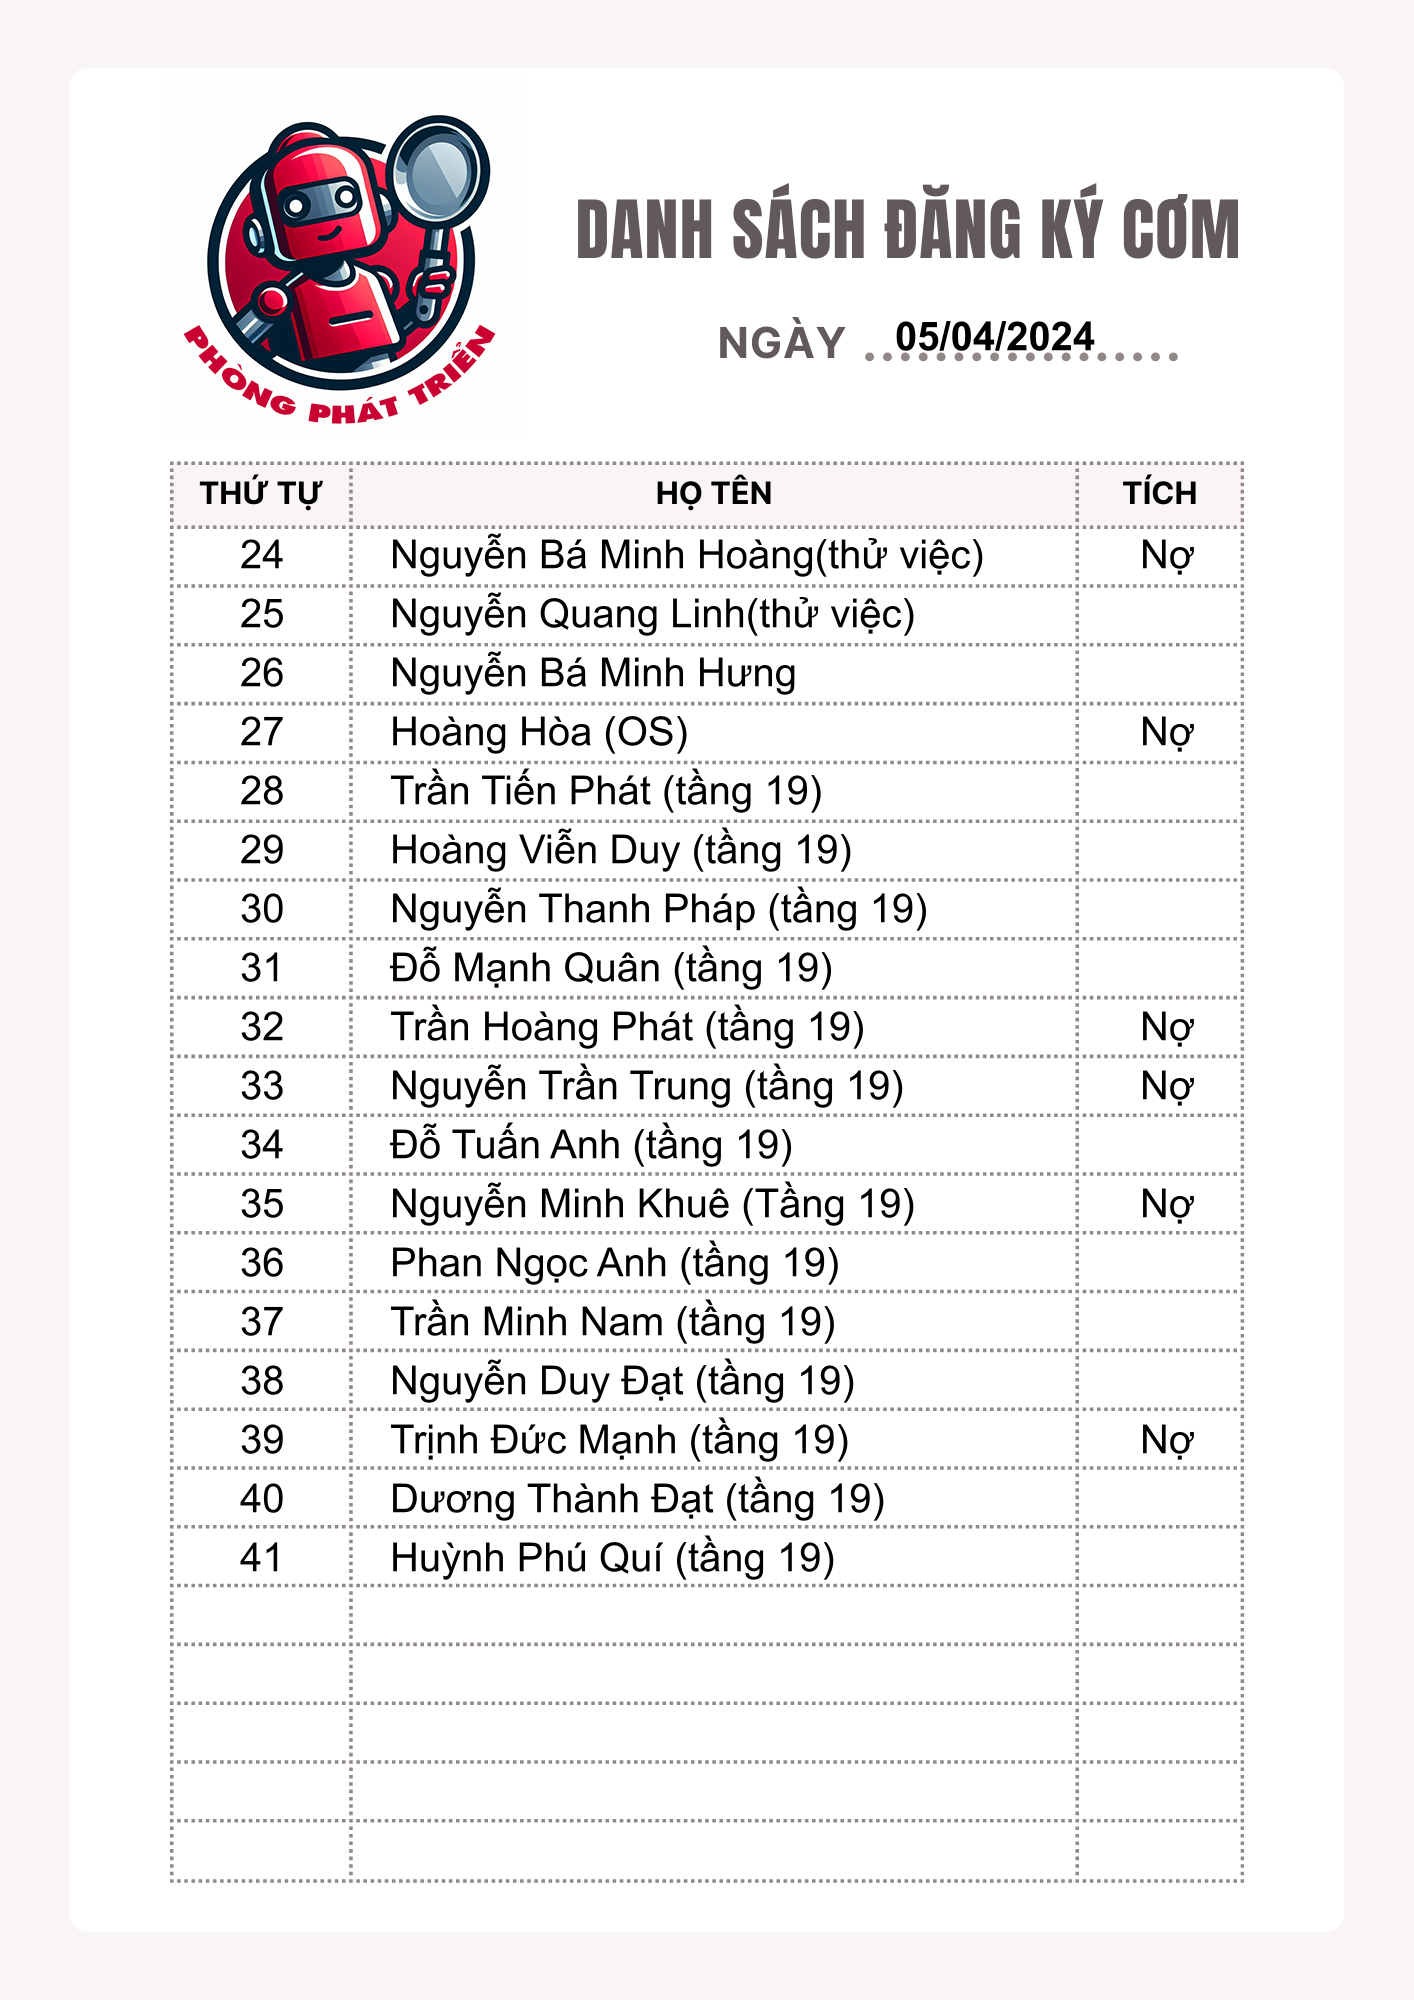 PHÒNG PHÁT TRIỂN
DANH SÁCH ĐĂNG KÝ CƠM
NGÀY 05/04/2024
THỨ TỰ HỌ TÊN TÍCH
24 Nguyễn Bá Minh Hoàng(thử việc) Nợ
25 Nguyễn Quang Linh(thử việc)
26 Nguyễn Bá Minh Hưng
27 Hoàng Hòa (OS) Nợ
28 Trần Tiến Phát (tầng 19)
29 Hoàng Viễn Duy (tầng 19)
30 Nguyễn Thanh Pháp (tầng 19)
31 Đỗ Mạnh Quân (tầng 19)
32 Trần Hoàng Phát (tầng 19) Nợ
33 Nguyễn Trần Trung (tầng 19) Nợ
34 Đỗ Tuấn Anh (tầng 19)
35 Nguyễn Minh Khuê (Tầng 19) Nợ
36 Phan Ngọc Anh (tầng 19)
37 Trần Minh Nam (tầng 19)
38 Nguyễn Duy Đạt (tầng 19)
39 Trịnh Đức Mạnh (tầng 19) Nợ
40 Dương Thành Đạt (tầng 19)
41 Huỳnh Phú Quí (tầng 19)